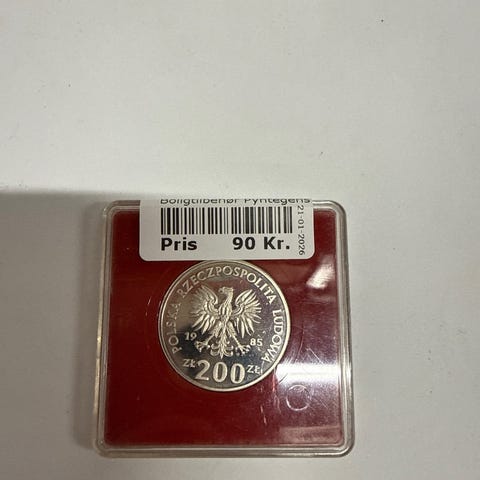 Boligtilbehør Pyntegens
21-01-2026
Pris 90 Kr.
POLSKA RZECZPOSPOLITA LUDOWA
19 85
ZŁ 200 ZŁ